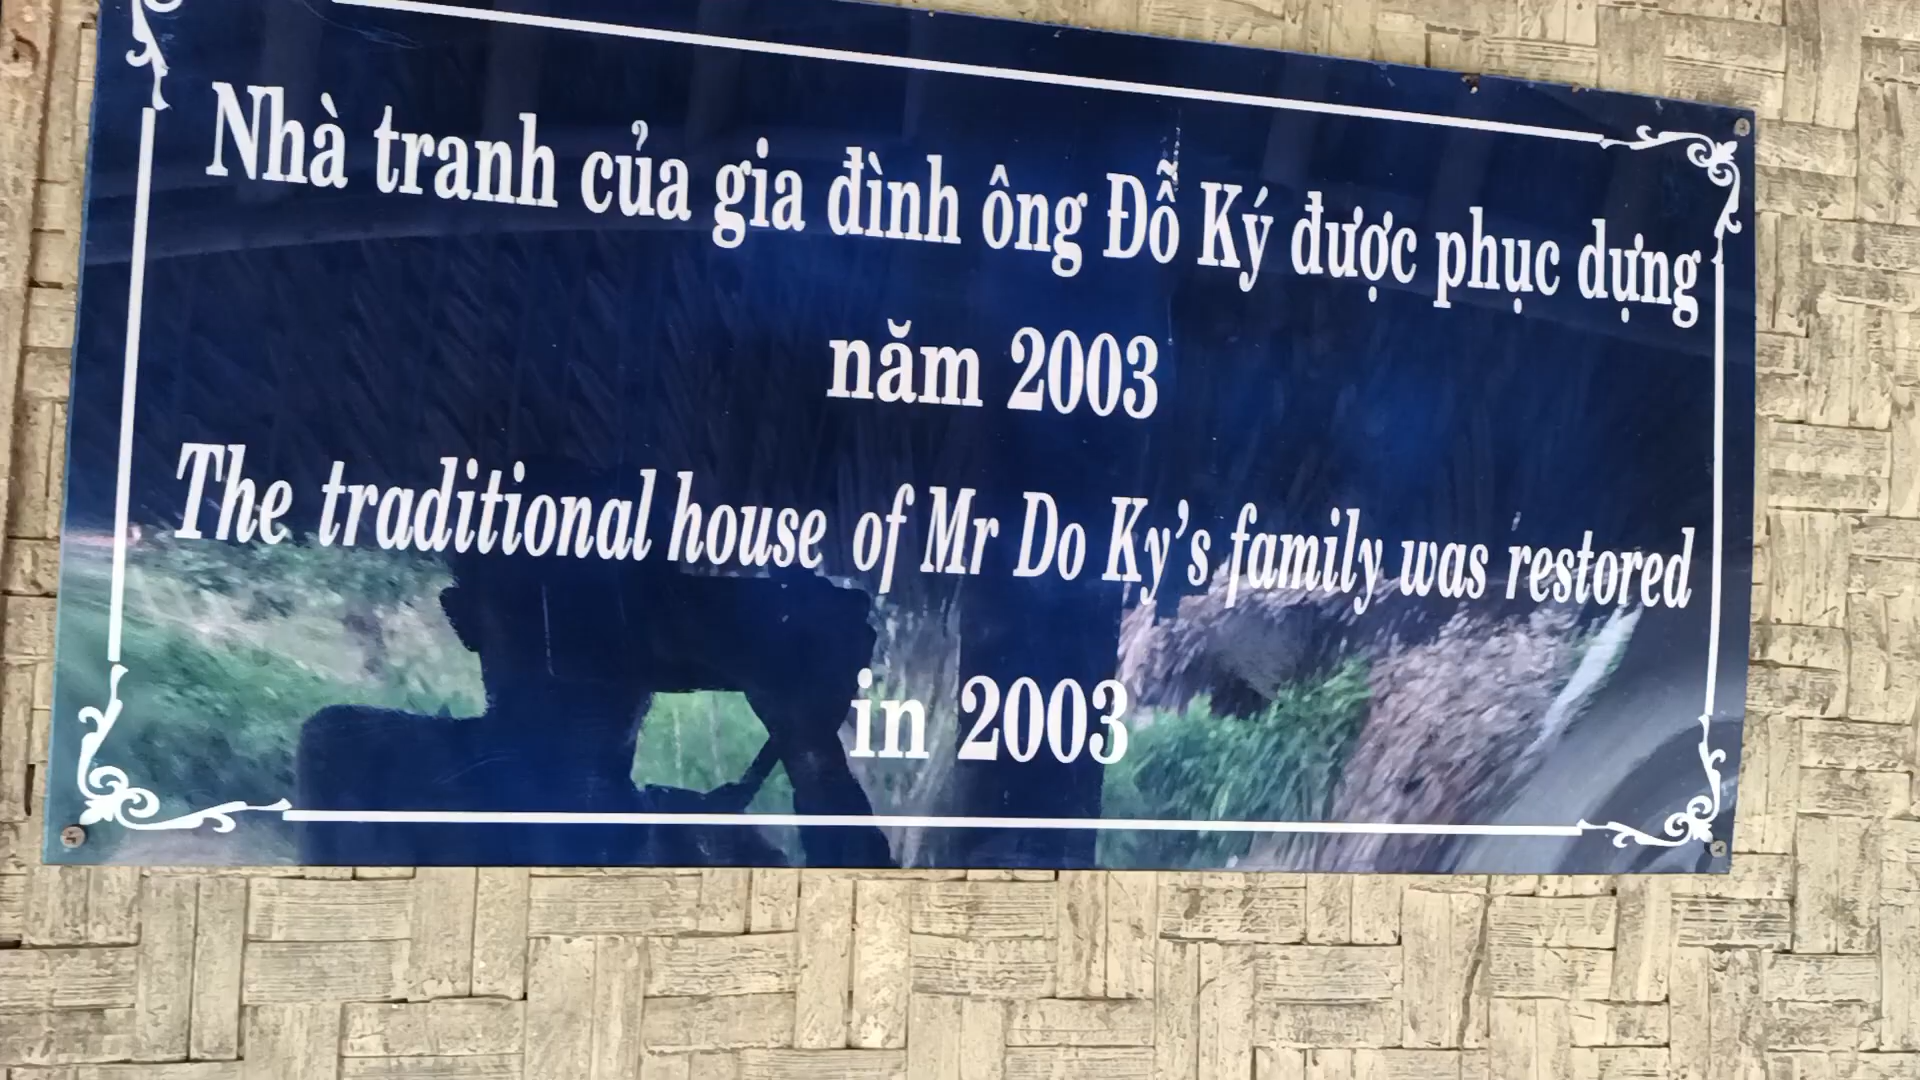 Nhà tranh của gia đình ông Đỗ Ký được phục dựng
năm 2003
The traditional house of Mr Do Ky's family was restored
in 2003